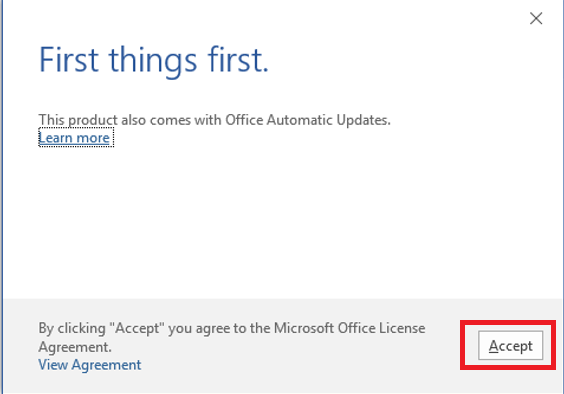 First things first.
This product also comes with Office Automatic Updates.
Learn more
By clicking "Accept" you agree to the Microsoft Office License
Agreement.
View Agreement
Accept